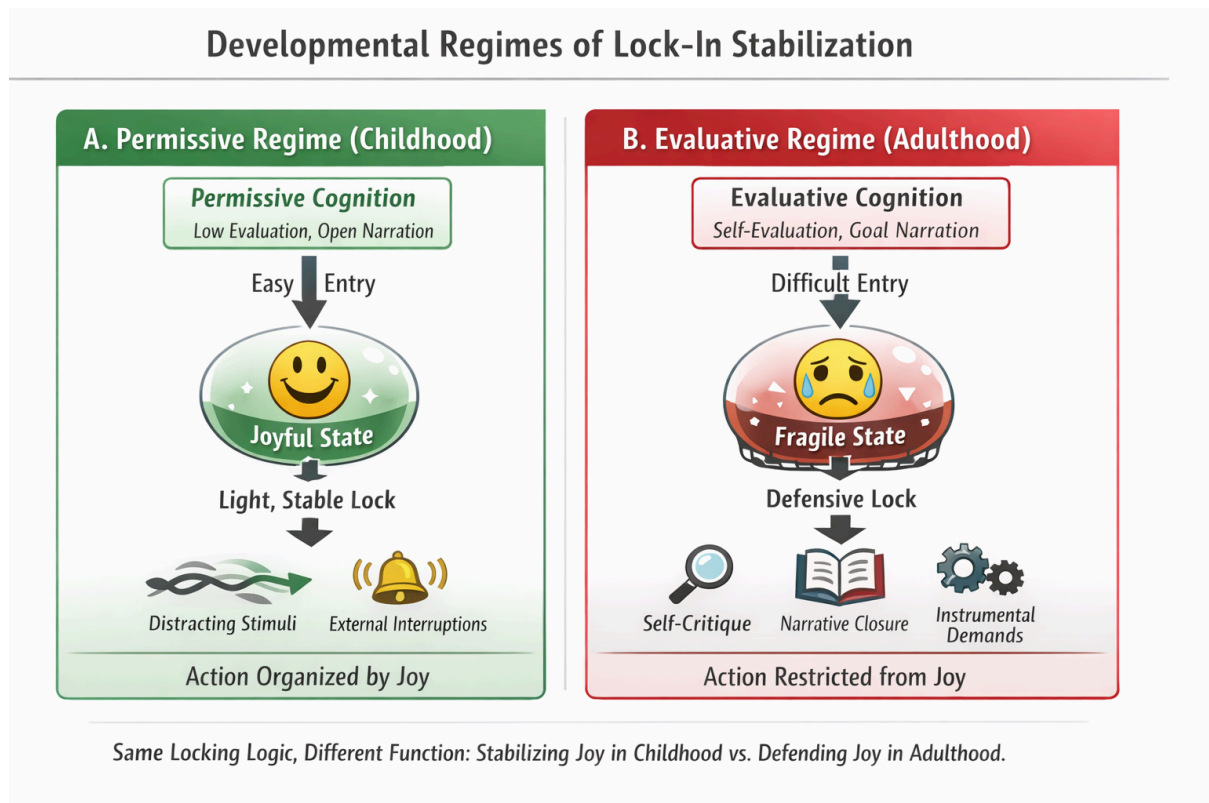 Developmental Regimes of Lock-In Stabilization
A. Permissive Regime (Childhood)
Permissive Cognition
Low Evaluation, Open Narration
Easy Entry
Joyful State
Light, Stable Lock
Distracting Stimuli
External Interruptions
Action Organized by Joy
B. Evaluative Regime (Adulthood)
Evaluative Cognition
Self-Evaluation, Goal Narration
Difficult Entry
Fragile State
Defensive Lock
Self-Critique
Narrative Closure
Instrumental
Demands
Action Restricted from Joy
Same Locking Logic, Different Function: Stabilizing Joy in Childhood vs. Defending Joy in Adulthood.